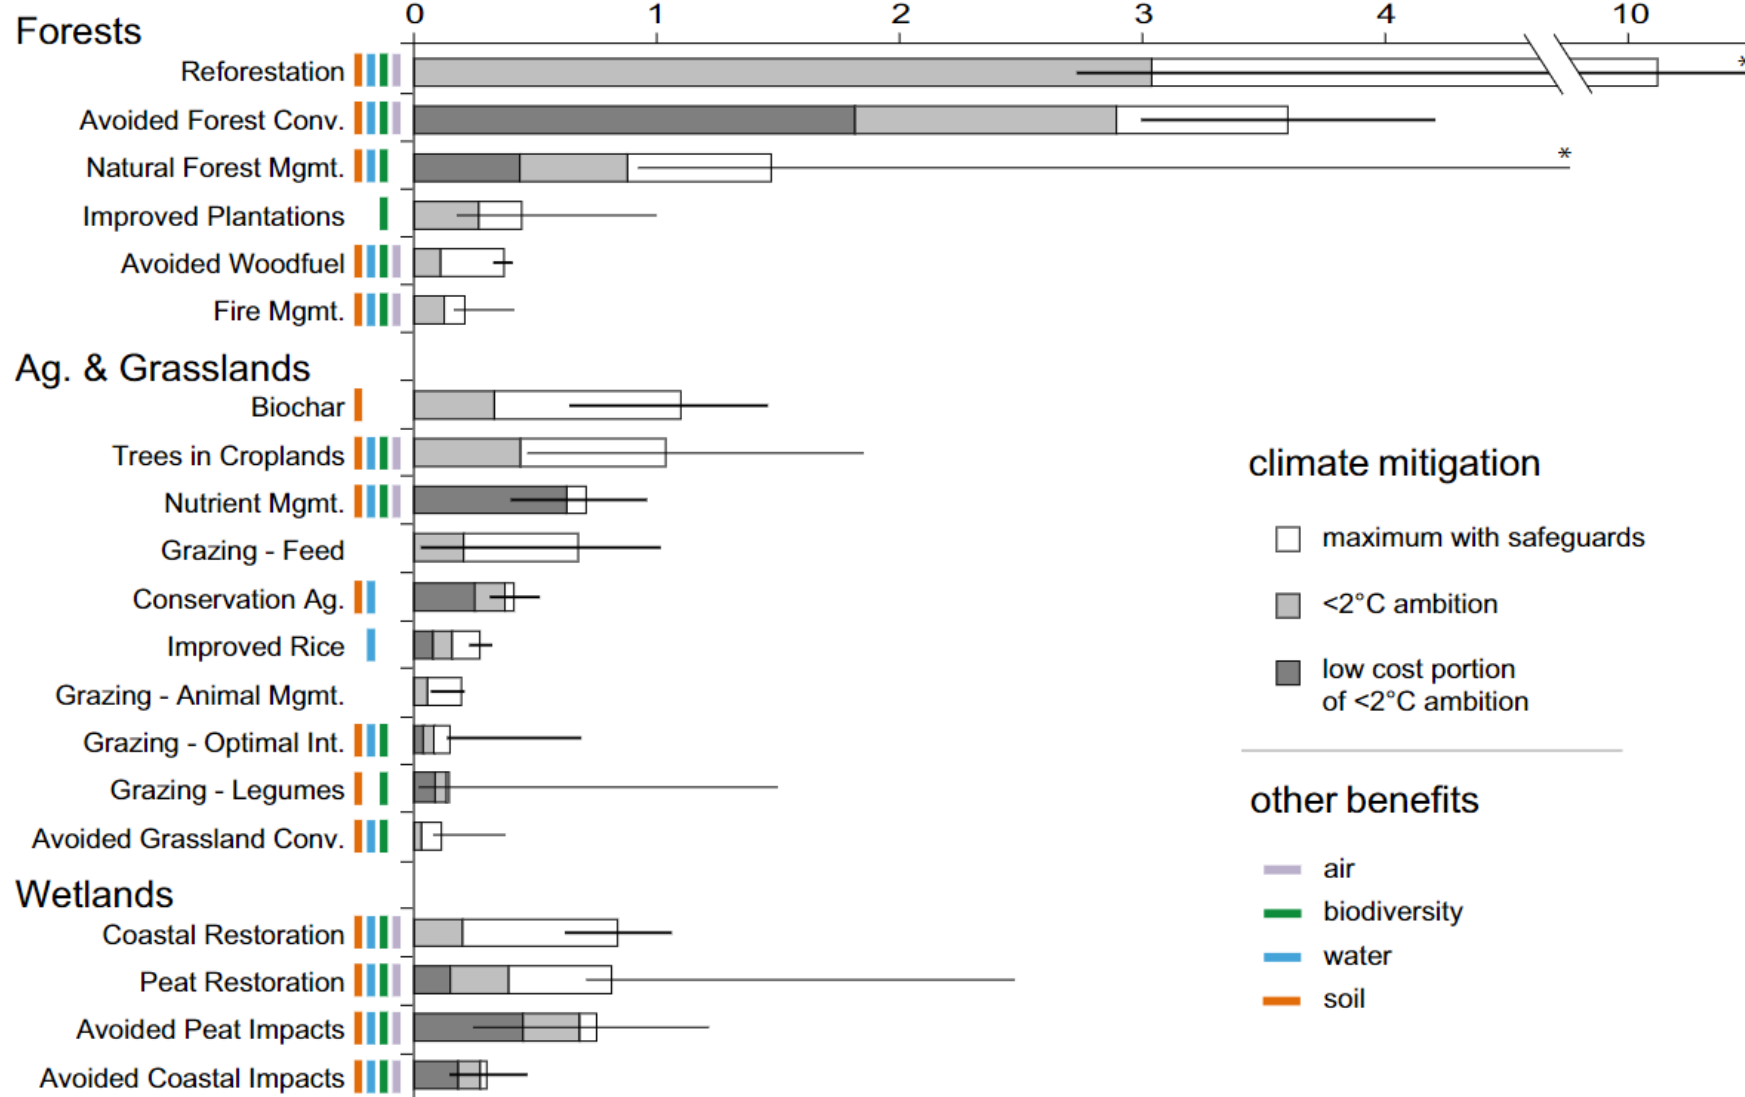 0 1 2 3 4 10
Forests
Reforestation
*
Avoided Forest Conv.
Natural Forest Mgmt.
*
Improved Plantations
Avoided Woodfuel
Fire Mgmt.
Ag. & Grasslands
Biochar
Trees in Croplands
Nutrient Mgmt.
Grazing - Feed
Conservation Ag.
Improved Rice
Grazing - Animal Mgmt.
Grazing - Optimal Int.
Grazing - Legumes
Avoided Grassland Conv.
Wetlands
Coastal Restoration
Peat Restoration
Avoided Peat Impacts
Avoided Coastal Impacts
climate mitigation
maximum with safeguards
<2°C ambition
low cost portion
of <2°C ambition
other benefits
air
biodiversity
water
soil